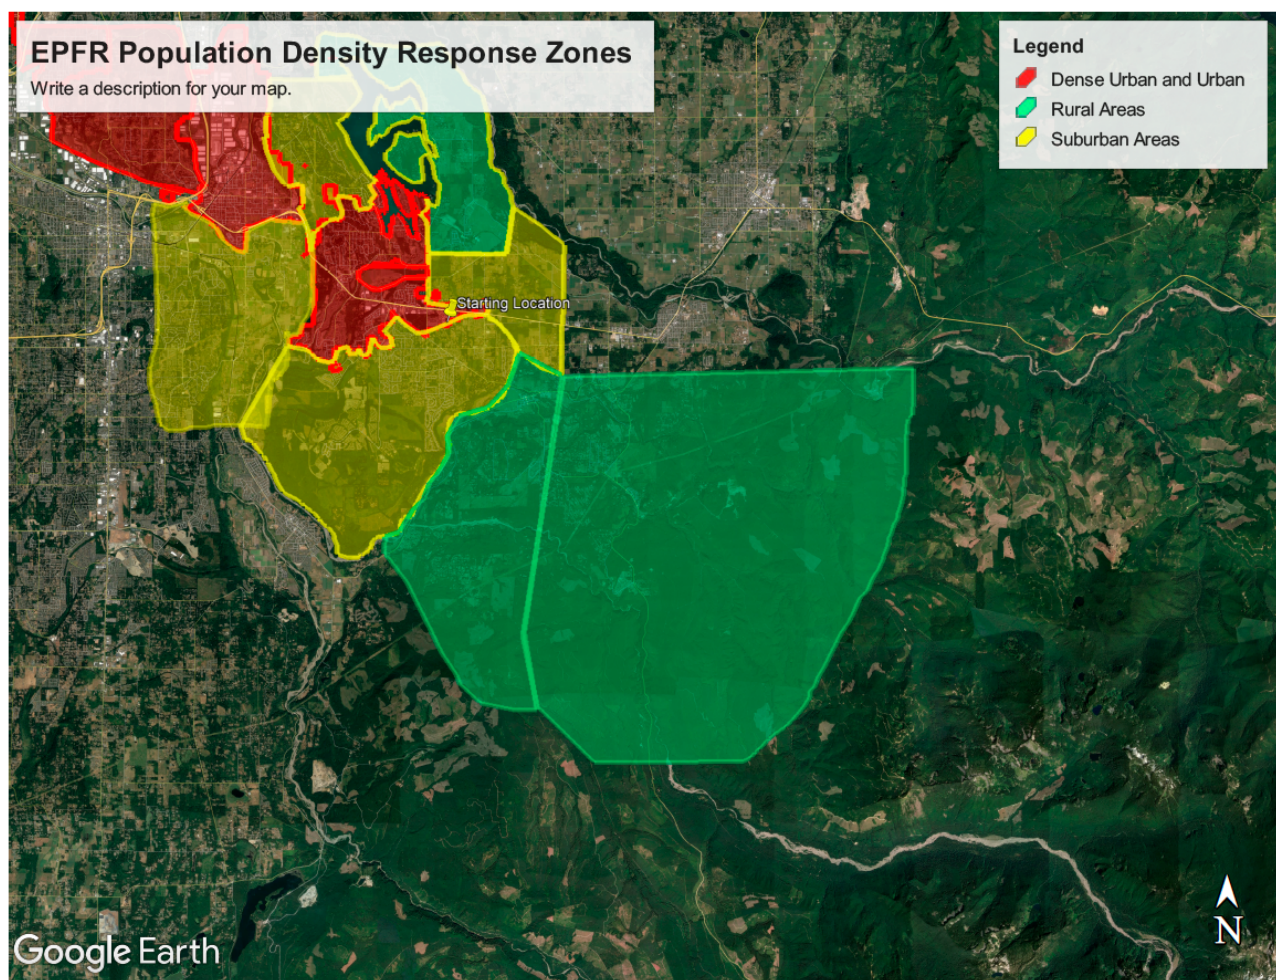 EPFR Population Density Response Zones
Write a description for your map.
Legend
Dense Urban and Urban
Rural Areas
Suburban Areas
Starting Location
N
Google Earth